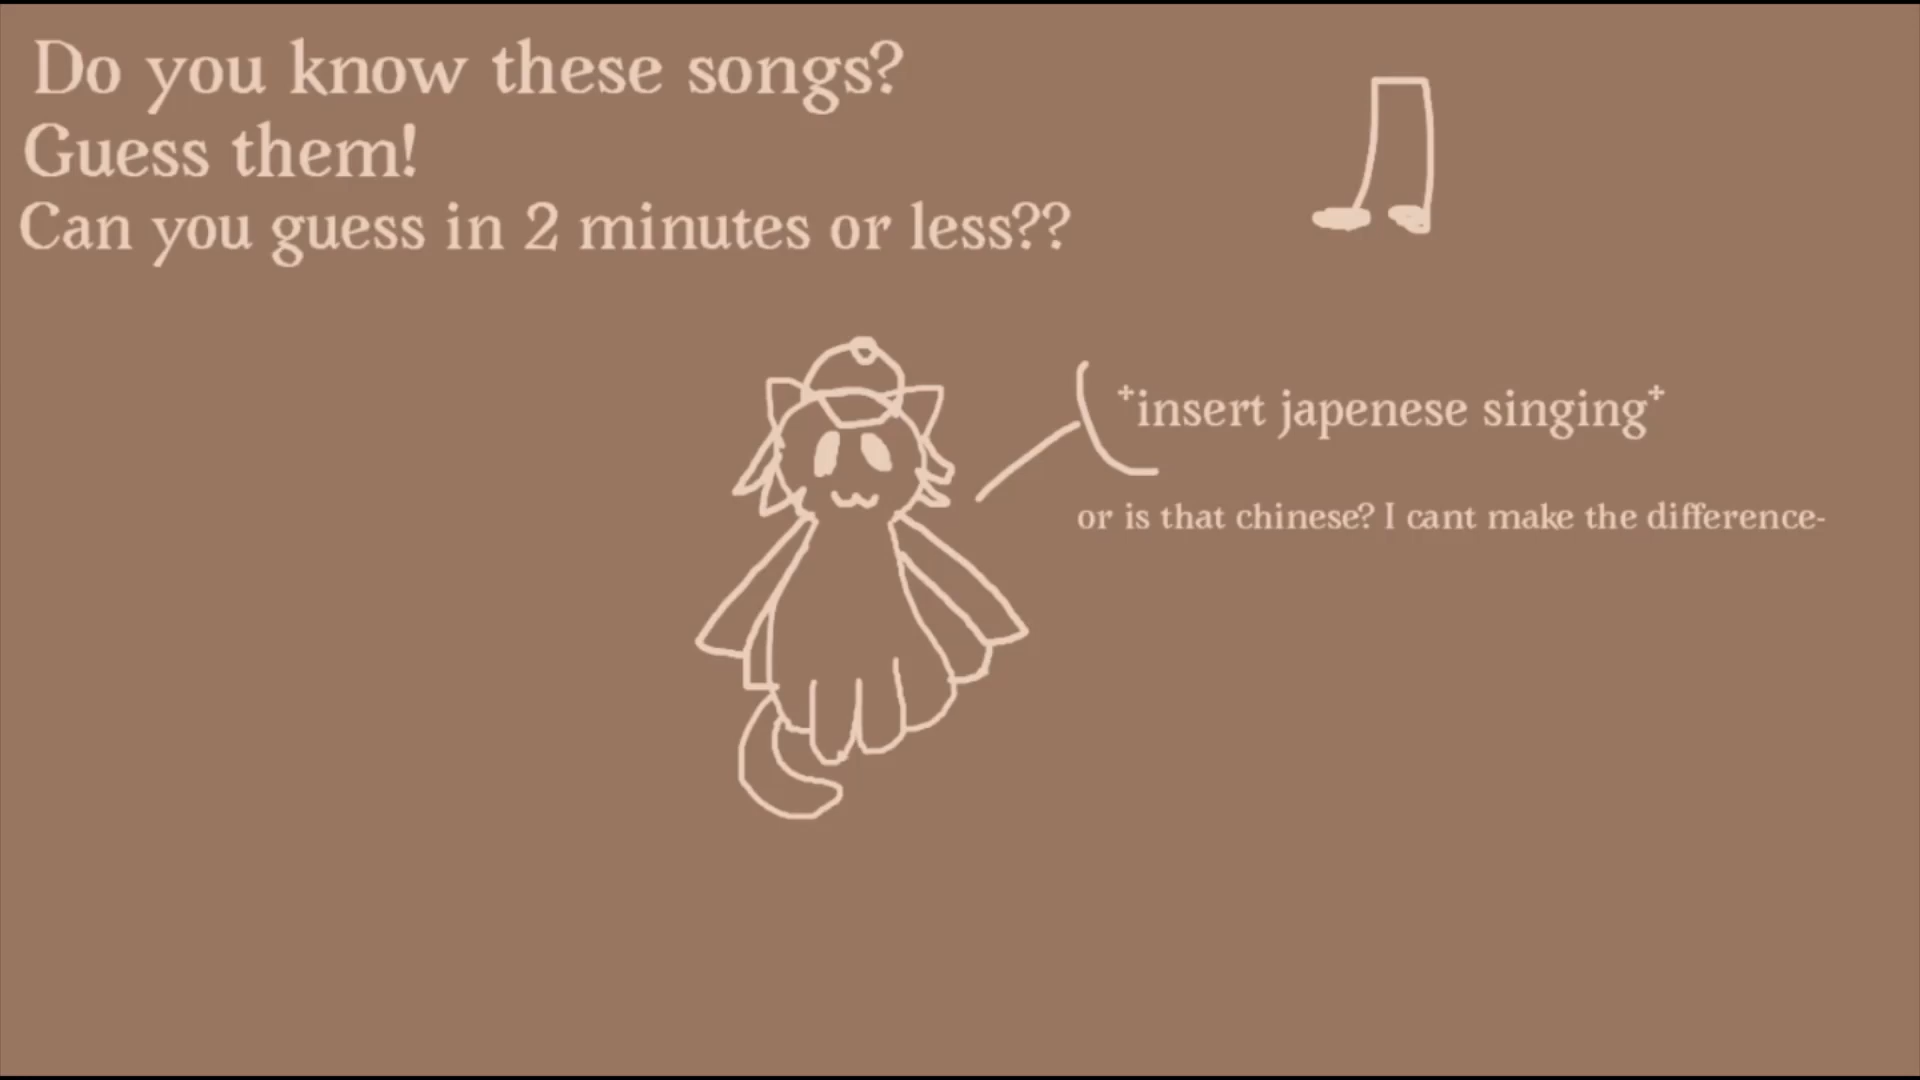 Do you know these songs?
Guess them!
Can you guess in 2 minutes or less??
*insert japenese singing*
or is that chinese? I cant make the difference-